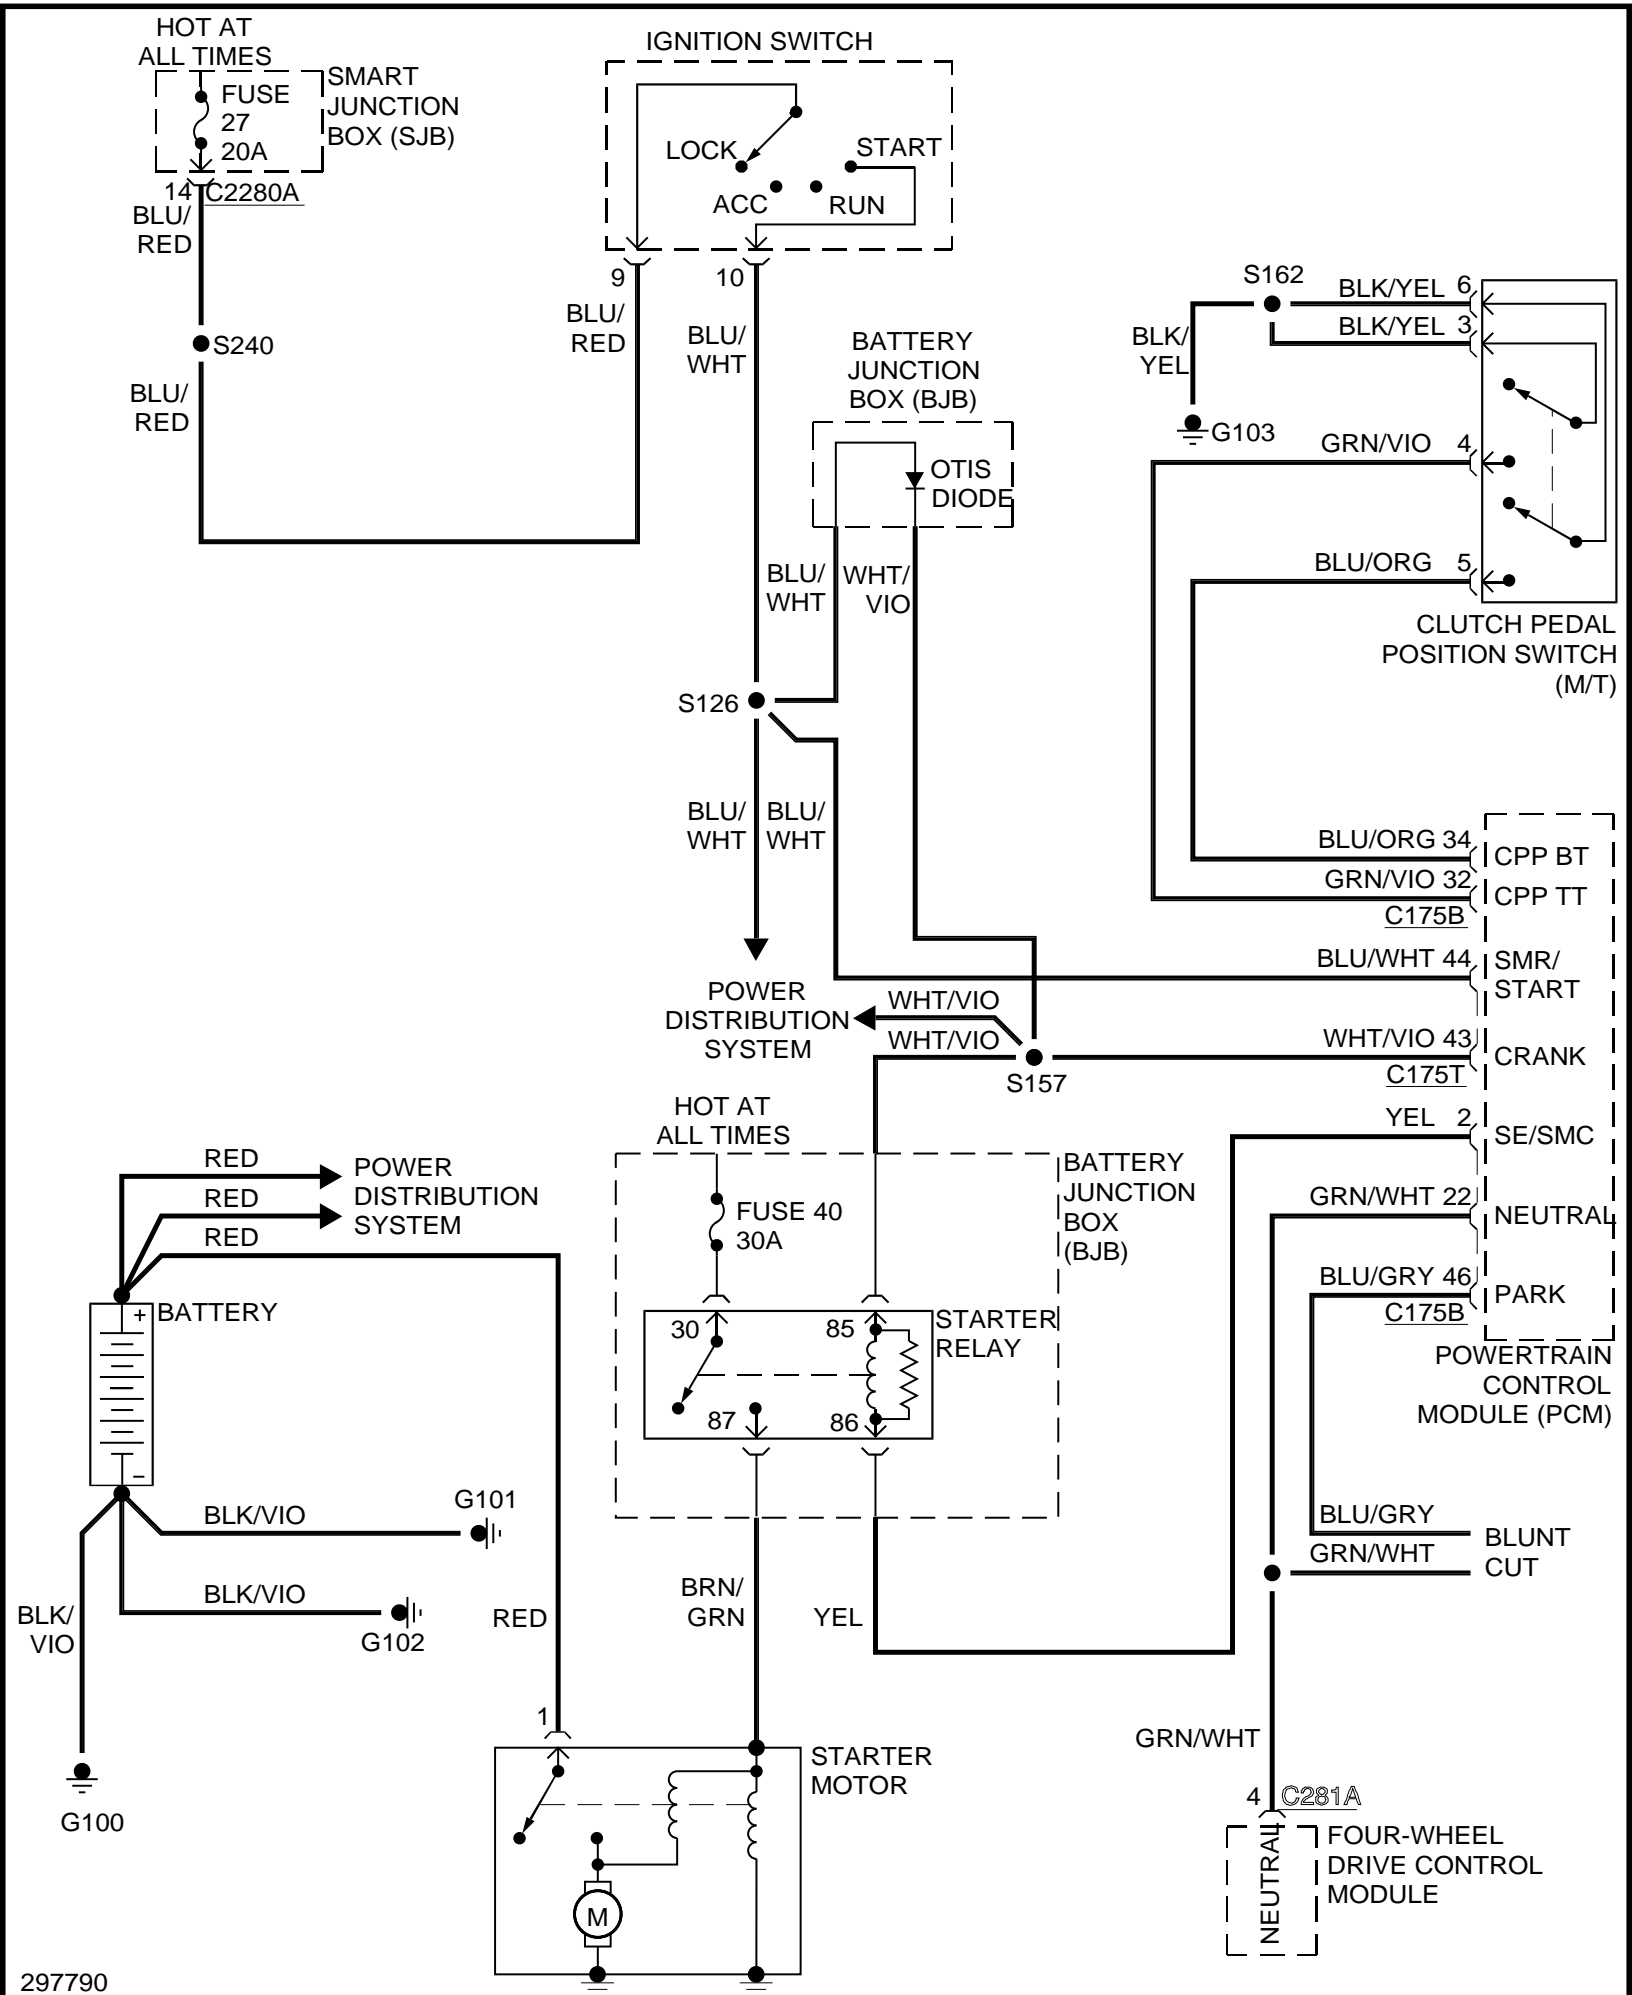 HOT AT
ALL TIMES
FUSE
27
20A
SMART
JUNCTION
BOX (SJB)
14 C2280A
BLU/
RED
S240
BLU/
RED
IGNITION SWITCH
LOCK
START
ACC
RUN
9
10
BLU/
RED
BLU/
WHT
BATTERY
JUNCTION
BOX (BJB)
OTIS
DIODE
BLU/
WHT
WHT/
VIO
S126
BLU/
WHT
BLU/
WHT
S162
BLK/YEL 6
BLK/YEL 3
BLK/
YEL
G103
GRN/VIO 4
BLU/ORG 5
CLUTCH PEDAL
POSITION SWITCH
(M/T)
BLU/ORG 34
CPP BT
GRN/VIO 32
CPP TT
C175B
BLU/WHT 44
SMR/
START
POWER
DISTRIBUTION
SYSTEM
WHT/VIO
WHT/VIO
S157
WHT/VIO 43
CRANK
C175T
YEL 2
SE/SMC
GRN/WHT 22
NEUTRAL
BLU/GRY 46
PARK
C175B
POWERTRAIN
CONTROL
MODULE (PCM)
HOT AT
ALL TIMES
FUSE 40
30A
BATTERY
JUNCTION
BOX
(BJB)
30
85
87
86
STARTER
RELAY
RED
RED
RED
POWER
DISTRIBUTION
SYSTEM
+
BATTERY
–
BLK/VIO
G101
BLK/VIO
G102
BLK/
VIO
G100
RED
BRN/
GRN
YEL
BLU/GRY
GRN/WHT
BLUNT
CUT
1
STARTER
MOTOR
M
GRN/WHT
4 C281A
NEUTRAL
FOUR-WHEEL
DRIVE CONTROL
MODULE
297790